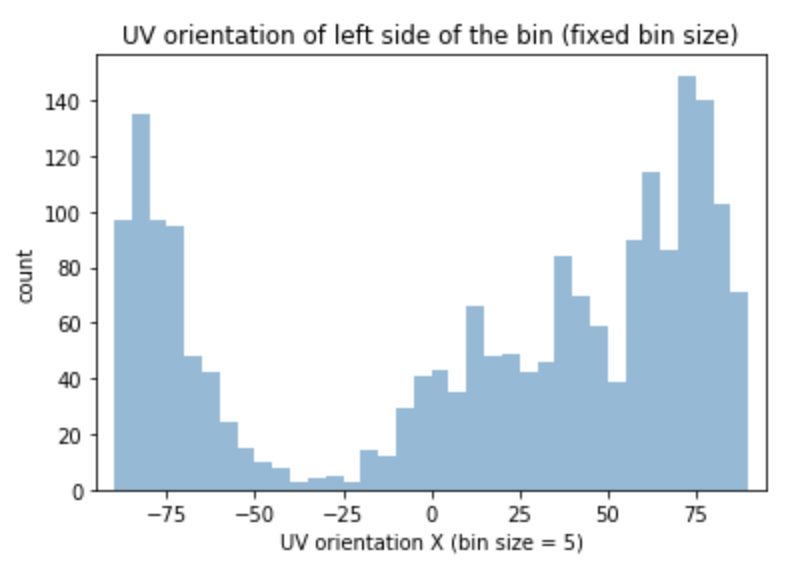 UV orientation of left side of the bin (fixed bin size)
140
120
100
80
60
40
20
0
count
−75 −50 −25 0 25 50 75
UV orientation X (bin size = 5)